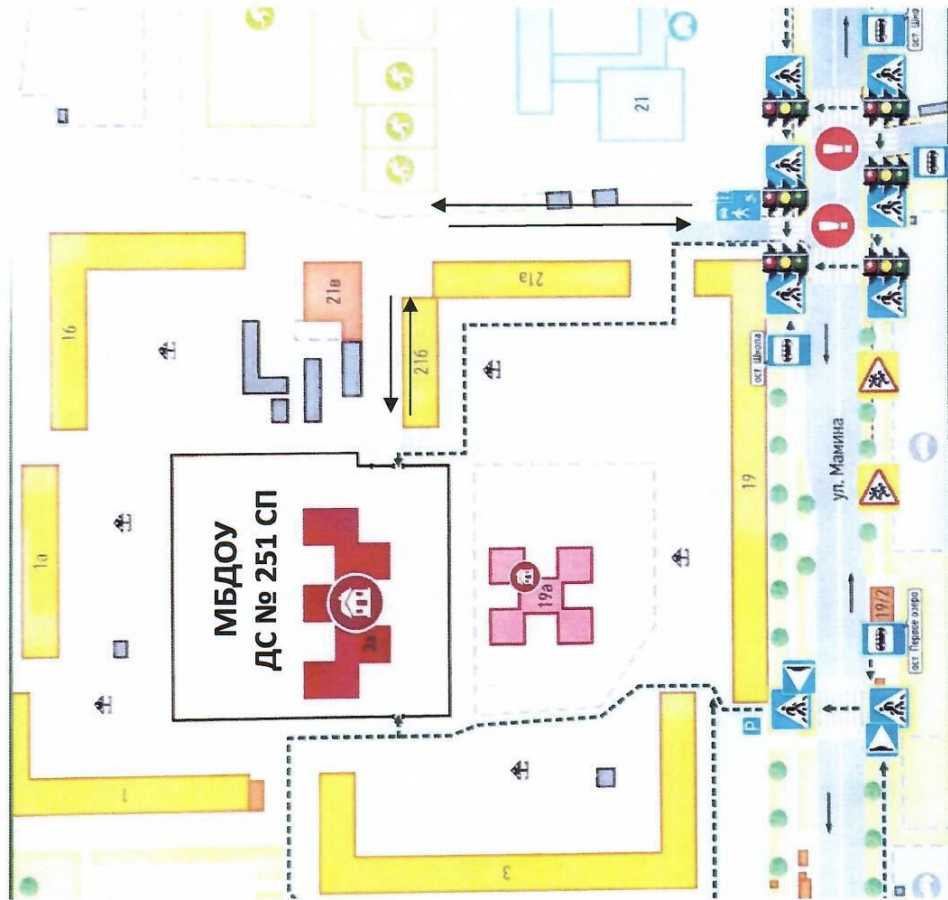 МБДОУ
ДС № 251 СП
16
1а
1
3
3а
19а
19
19/2
21
21а
21б
21в
ул. Мамина
ост. Школа
ост. Первое озеро
P